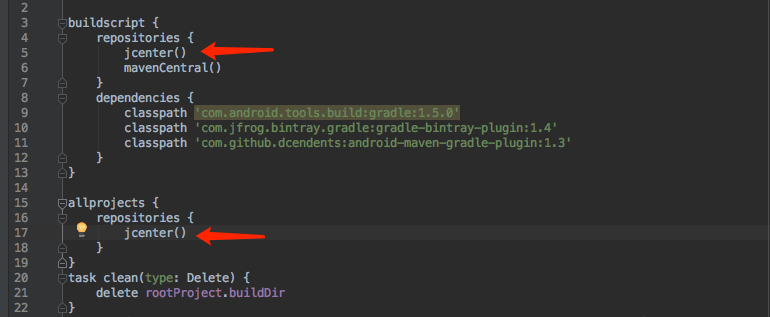 2
3 buildscript {
4 repositories {
5 jcenter()
6 mavenCentral()
7 }
8 dependencies {
9 classpath 'com.android.tools.build:gradle:1.5.0'
10 classpath 'com.jfrog.bintray.gradle:gradle-bintray-plugin:1.4'
11 classpath 'com.github.dcendents:android-maven-gradle-plugin:1.3'
12 }
13 }
14
15 allprojects {
16 repositories {
17 jcenter()
18 }
19 }
20 task clean(type: Delete) {
21 delete rootProject.buildDir
22 }